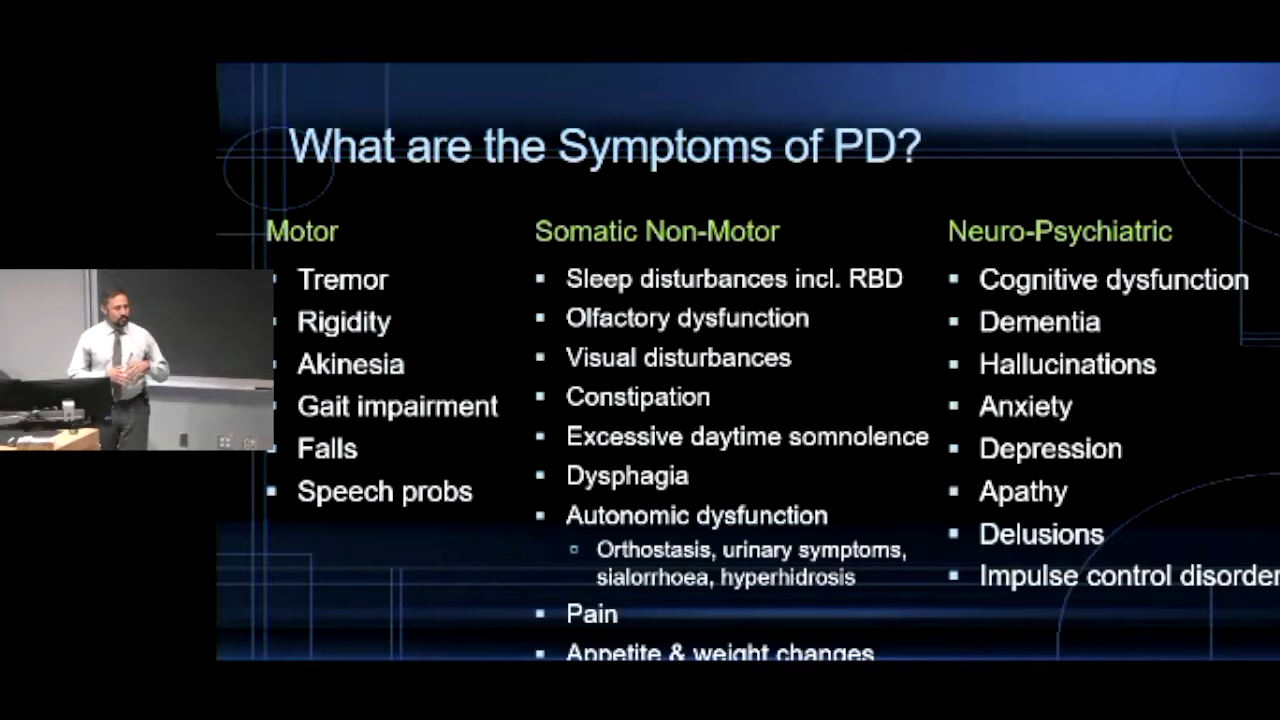 What are the Symptoms of PD?
Motor
Tremor
Rigidity
Akinesia
Gait impairment
Falls
Speech probs
Somatic Non-Motor
Sleep disturbances incl. RBD
Olfactory dysfunction
Visual disturbances
Constipation
Excessive daytime somnolence
Dysphagia
Autonomic dysfunction
Orthostasis, urinary symptoms,
sialorrhoea, hyperhidrosis
Pain
Appetite & weight changes
Neuro-Psychiatric
Cognitive dysfunction
Dementia
Hallucinations
Anxiety
Depression
Apathy
Delusions
Impulse control disorder